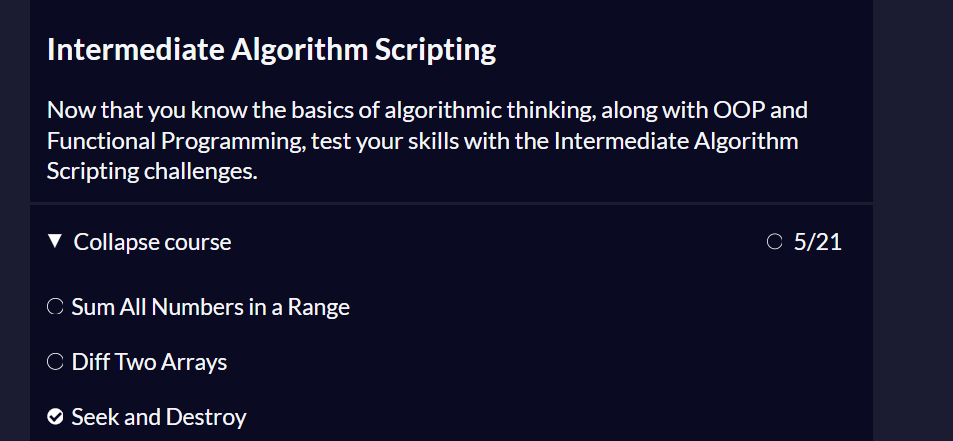 Intermediate Algorithm Scripting
Now that you know the basics of algorithmic thinking, along with OOP and
Functional Programming, test your skills with the Intermediate Algorithm
Scripting challenges.
Collapse course 5/21
Sum All Numbers in a Range
Diff Two Arrays
Seek and Destroy